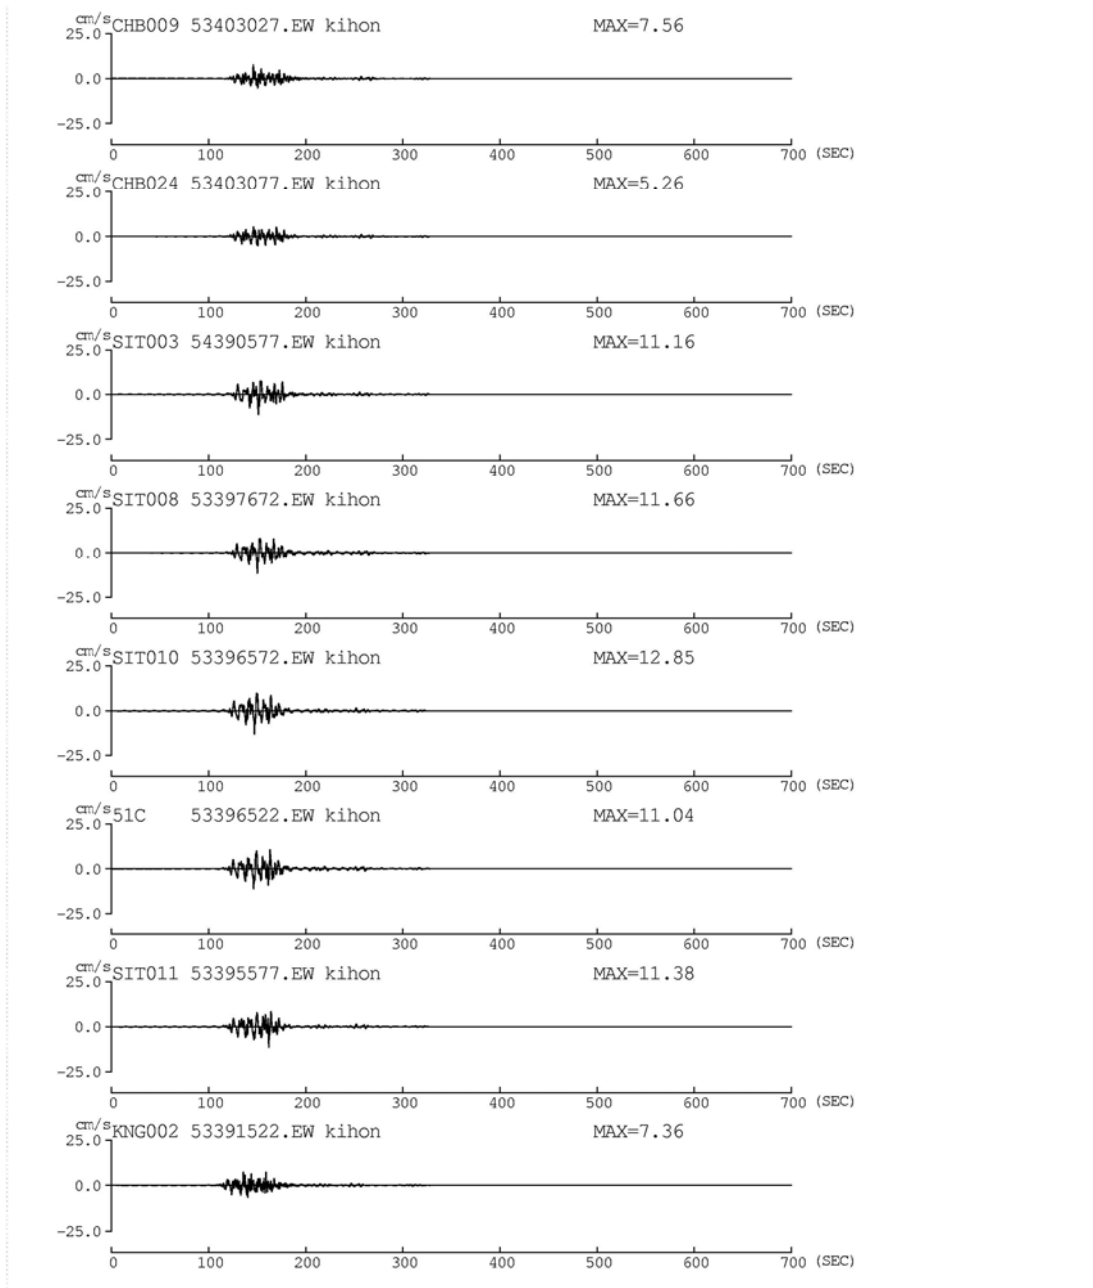 cm/s CHB009 53403027.EW kihon MAX=7.56
25.0
0.0
-25.0
0 100 200 300 400 500 600 700 (SEC)
cm/s CHB024 53403077.EW kihon MAX=5.26
25.0
0.0
-25.0
0 100 200 300 400 500 600 700 (SEC)
cm/s SIT003 54390577.EW kihon MAX=11.16
25.0
0.0
-25.0
0 100 200 300 400 500 600 700 (SEC)
cm/s SIT008 53397672.EW kihon MAX=11.66
25.0
0.0
-25.0
0 100 200 300 400 500 600 700 (SEC)
cm/s SIT010 53396572.EW kihon MAX=12.85
25.0
0.0
-25.0
0 100 200 300 400 500 600 700 (SEC)
cm/s 51C 53396522.EW kihon MAX=11.04
25.0
0.0
-25.0
0 100 200 300 400 500 600 700 (SEC)
cm/s SIT011 53395577.EW kihon MAX=11.38
25.0
0.0
-25.0
0 100 200 300 400 500 600 700 (SEC)
cm/s KNG002 53391522.EW kihon MAX=7.36
25.0
0.0
-25.0
0 100 200 300 400 500 600 700 (SEC)